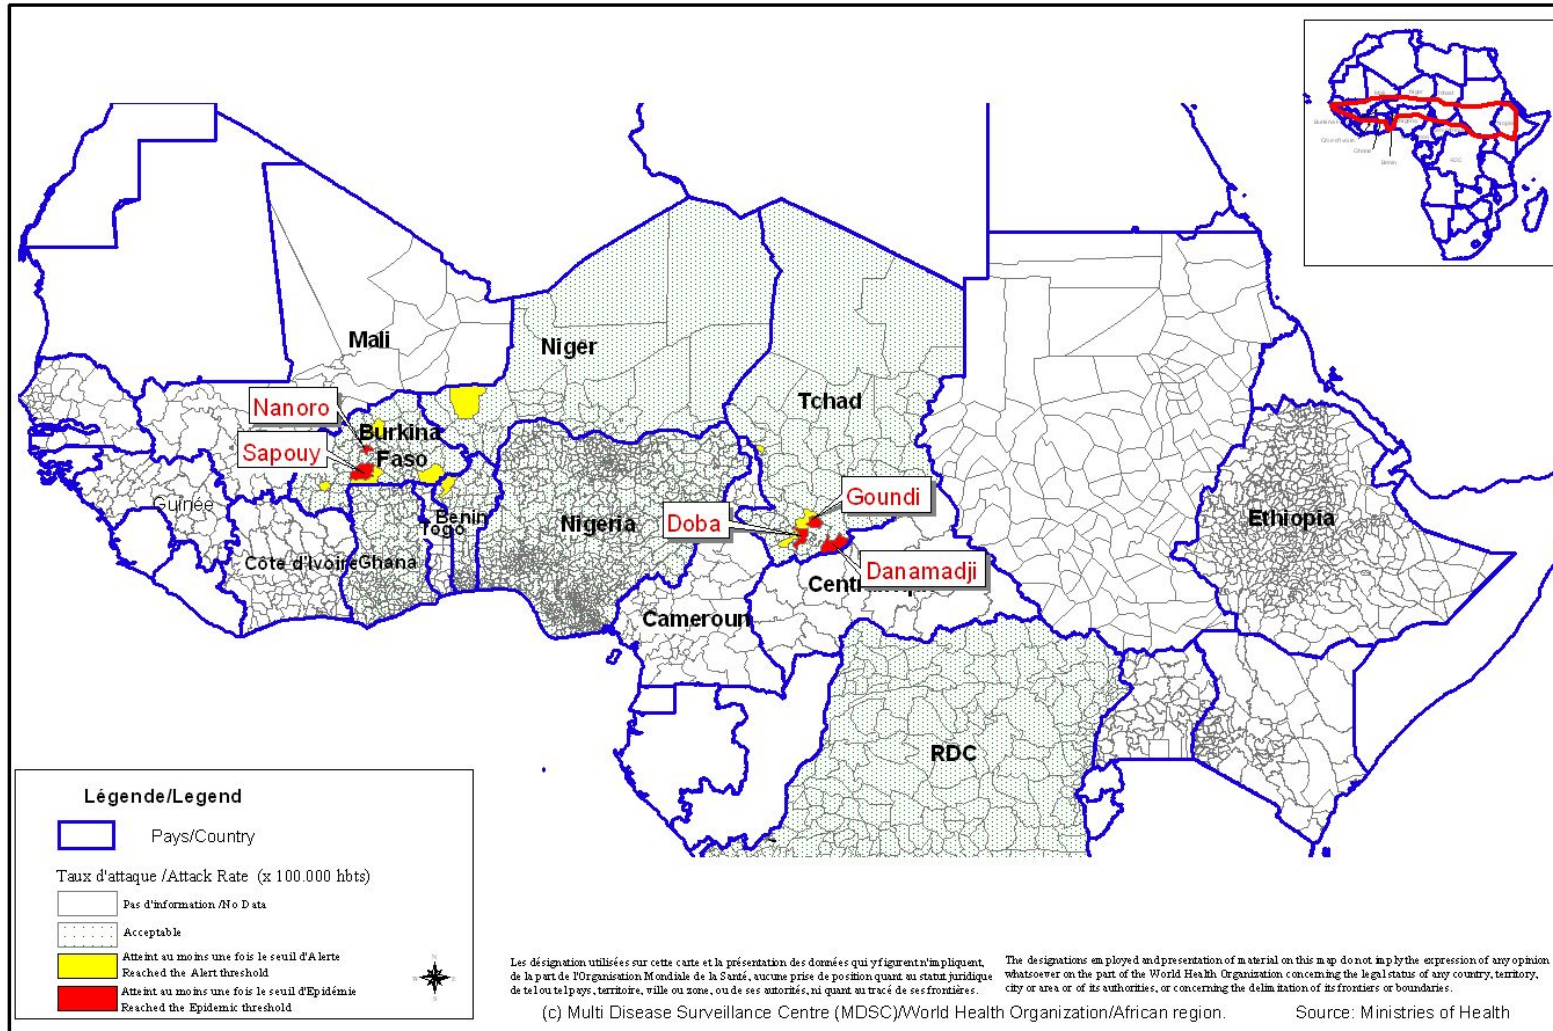 Mali
Niger
Tchad
Nanoro
Burkina
Faso
Sapouy
Goundi
Doba
Guinée
Benin
Togo
Nigeria
Ethiopia
Côte d'Ivoire
Ghana
Danamadji
Cameroun
RDC
Légende/Legend
Pays/Country
Taux d'attaque /Attack Rate (x 100.000 hbts)
Pas d'information /No Data
Acceptable
Atteint au moins une fois le seuil d'Alerte
Reached the Alert threshold
Atteint au moins une fois le seuil d'Epidémie
Reached the Epidemic threshold
Les désignation utilisées sur cette carte et la présentation des données qui y figurent n'impliquent,
de la part de l'Organisation Mondiale de la Santé, aucune prise de position quant au statut juridique
de tel ou tel pays, territoire, ville ou zone, ou de ses autorités, ni quant au tracé de ses frontières.
The designations employed and presentation of material on this map do not imply the expression of any opinion
whatsoever on the part of the World Health Organization concerning the legal status of any country, territory,
city or area or of its authorities, or concerning the delimitation of its frontiers or boundaries.
(c) Multi Disease Surveillance Centre (MDSC)/World Health Organization/African region.
Source: Ministries of Health